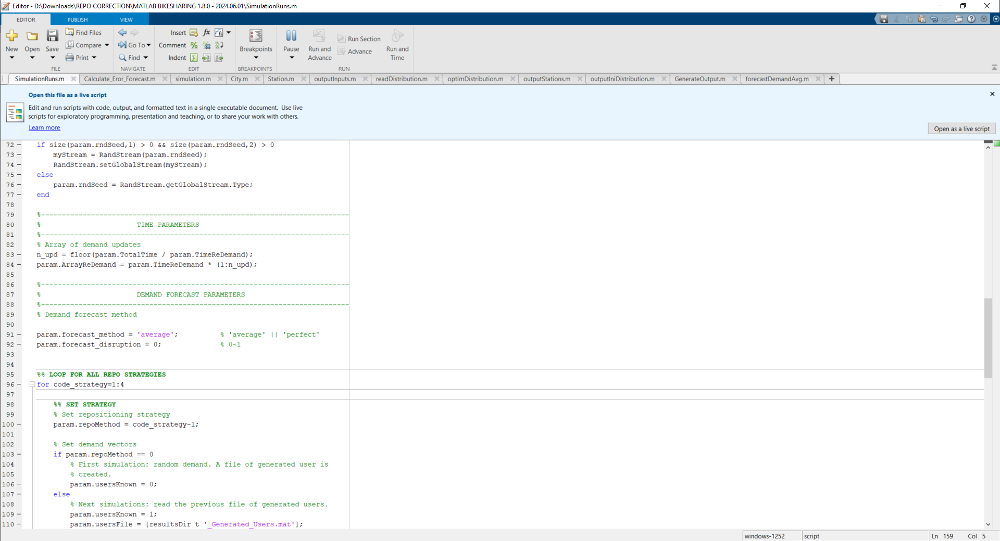 Editor - D:\Downloads\REPO CORRECTION\MATLAB BIKESHARING 1.8.0 - 2024.06.01\SimulationRuns.m
EDITOR PUBLISH VIEW
New Open Save Find Files Compare Print
FILE
Go To Find
NAVIGATE
Insert fx
Comment
Indent
EDIT
Breakpoints
BREAKPOINTS
Pause Run and Advance Run Section Advance Run and Time
RUN
SimulationRuns.m Calculate_Eror_Forecast.m simulation.m City.m Station.m outputInputs.m readDistribution.m optimDistribution.m outputStations.m outputIniDistribution.m GenerateOutput.m forecastDemandAvg.m
Open this file as a live script
Edit and run scripts with code, output, and formatted text in a single executable document. Use live
scripts for exploratory programming, presentation and teaching, or to share your work with others.
Learn more
Open as a live script
72 – if size(param.rndSeed,1) > 0 && size(param.rndSeed,2) > 0
73 – myStream = RandStream(param.rndSeed);
74 – RandStream.setGlobalStream(myStream);
75 – else
76 – param.rndSeed = RandStream.getGlobalStream.Type;
77 – end
78
79 %--------------------------------------------------------------------------
80 % TIME PARAMETERS
81 %--------------------------------------------------------------------------
82 % Array of demand updates
83 – n_upd = floor(param.TotalTime / param.TimeReDemand);
84 – param.ArrayReDemand = param.TimeReDemand * (1:n_upd);
85
86 %--------------------------------------------------------------------------
87 % DEMAND FORECAST PARAMETERS
88 %--------------------------------------------------------------------------
89 % Demand forecast method
90
91 – param.forecast_method = 'average'; % 'average' || 'perfect'
92 – param.forecast_disruption = 0; % 0~1
93
94
95 %% LOOP FOR ALL REPO STRATEGIES
96 – for code_strategy=1:4
97
98 %% SET STRATEGY
99 % Set repositioning strategy
100 – param.repoMethod = code_strategy-1;
101
102 % Set demand vectors
103 – if param.repoMethod == 0
104 % First simulation: random demand. A file of generated user is
105 % created.
106 – param.usersKnown = 0;
107 – else
108 % Next simulations: read the previous file of generated users.
109 – param.usersKnown = 1;
110 – param.usersFile = [resultsDir t '_Generated_Users.mat'];
windows-1252 script Ln 159 Col 5